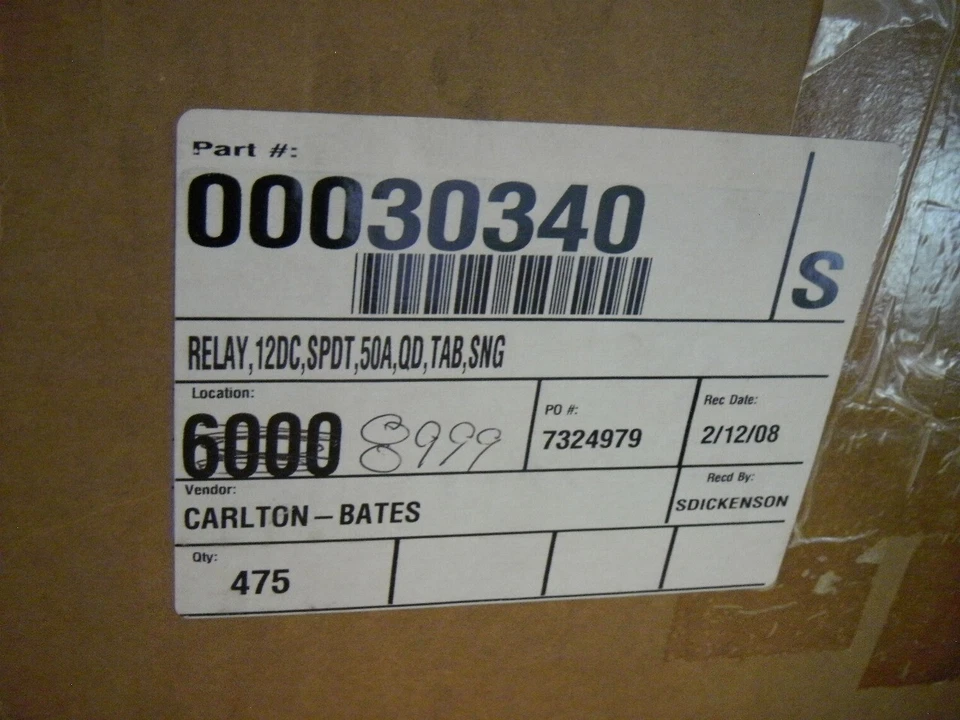 Part #:
00030340
S
RELAY,12DC,SPDT,50A,QD,TAB,SNG
Location:
6000 8999
PO #:
7324979
Rec Date:
2/12/08
Vendor:
CARLTON-BATES
Recd By:
SDICKENSON
Qty:
475